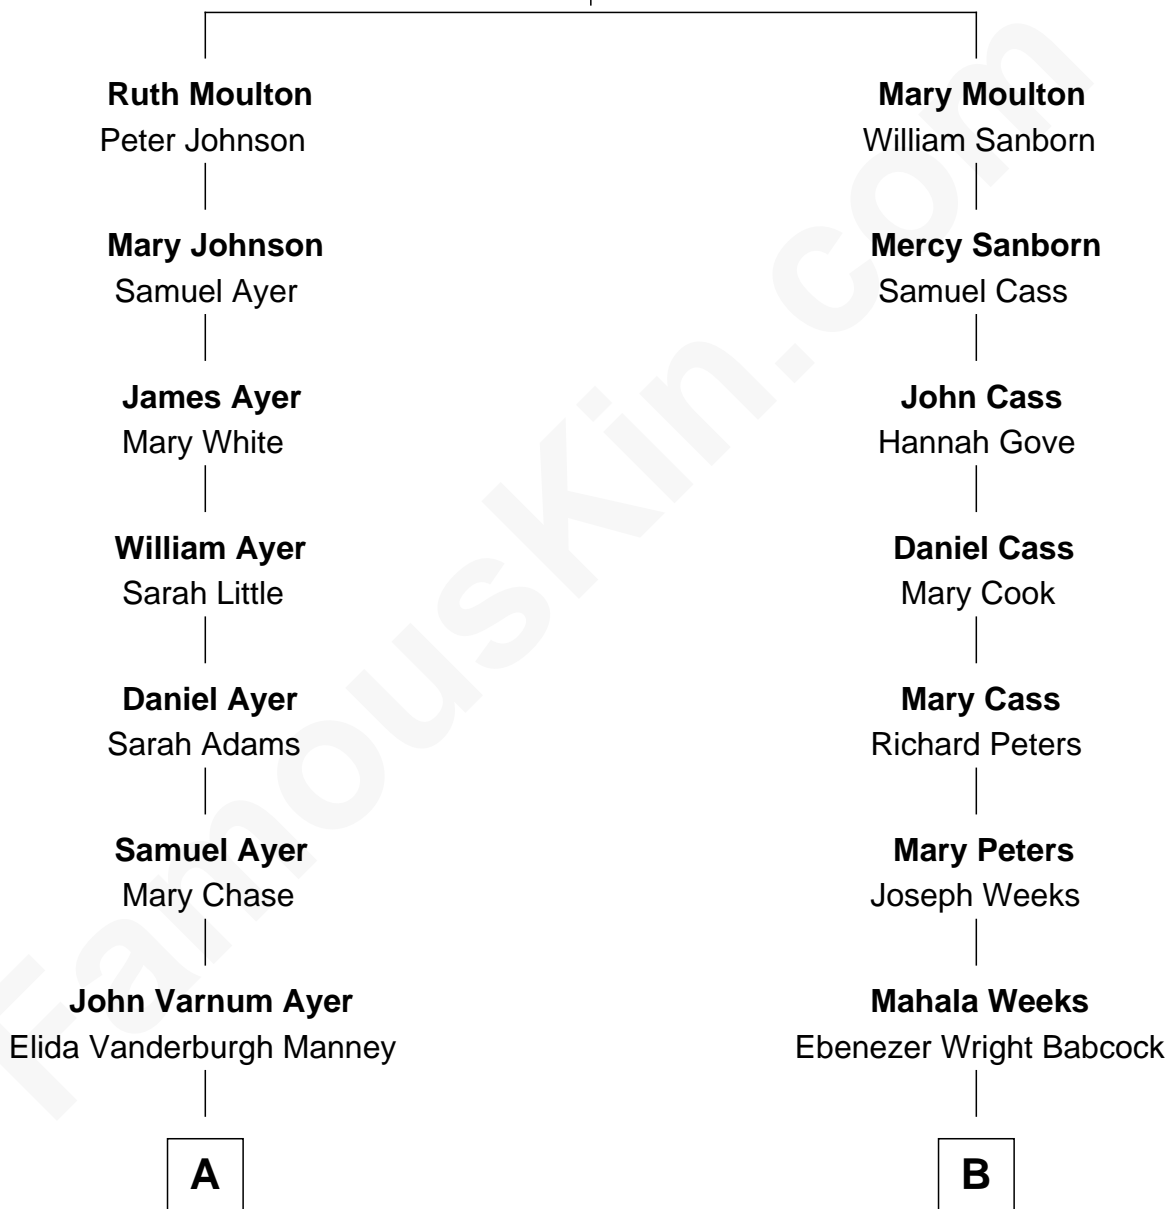 Ruth Moulton
Peter Johnson
Mary Johnson
Samuel Ayer
James Ayer
Mary White
William Ayer
Sarah Little
Daniel Ayer
Sarah Adams
Samuel Ayer
Mary Chase
John Varnum Ayer
Elida Vanderburgh Manney
A
Mary Moulton
William Sanborn
Mercy Sanborn
Samuel Cass
John Cass
Hannah Gove
Daniel Cass
Mary Cook
Mary Cass
Richard Peters
Mary Peters
Joseph Weeks
Mahala Weeks
Ebenezer Wright Babcock
B
FamousKin.com